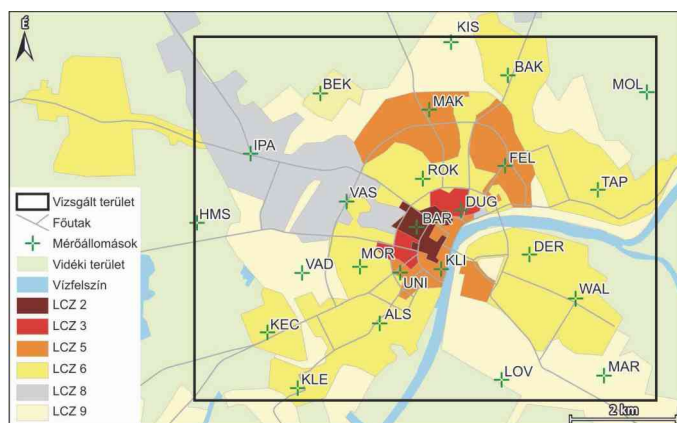 É
KIS
BAK
BEK
MOL
MAK
IPA
FEL
ROK
TAP
VAS
DUG
HMS
BAR
DER
MOR
KLI
VAD
UNI
WAL
ALS
KEC
KLE
LOV
MAR
Vizsgált terület
Főutak
Mérőállomások
Vidéki terület
Vízfelszín
LCZ 2
LCZ 3
LCZ 5
LCZ 6
LCZ 8
LCZ 9
2 km